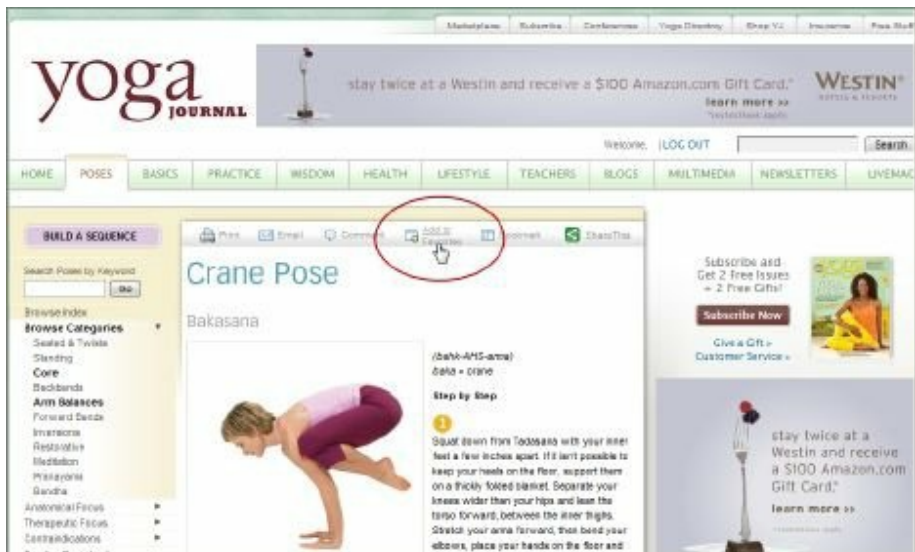 Marketplace Subscribe Conferences Yoga Directory Shop YJ Insurance Free Stuff
yoga
JOURNAL
stay twice at a Westin and receive a $100 Amazon.com Gift Card.*
learn more »
WESTIN®
HOTELS & RESORTS
Welcome, |LOG OUT
Search
HOME POSES BASICS PRACTICE WISDOM HEALTH LIFESTYLE TEACHERS BLOGS MULTIMEDIA NEWSLETTERS LIVEMAG
BUILD A SEQUENCE
Print Email Comment Add to Favorites ShareThis
Search Poses by Keyword
Go
Browse Index
Browse Categories
Seated & Twists
Standing
Core
Backbends
Arm Balances
Forward Bends
Inversions
Restorative
Meditation
Pranayama
Bandha
Anatomical Focus
Therapeutic Focus
Contraindications
Crane Pose
Bakasana
(bahk-AHS-anna)
baka = crane
Step by Step
1
Squat down from Tadasana with your inner
feet a few inches apart. If it isn't possible to
keep your heels on the floor, support them
on a thickly folded blanket. Separate your
knees wider than your hips and lean the
torso forward, between the inner thighs.
Stretch your arms forward, then bend your
elbows, place your hands on the floor and
Subscribe and
Get 2 Free Issues
+ 2 Free Gifts!
Subscribe Now
Give a Gift »
Customer Service »
stay twice at a
Westin and receive
a $100 Amazon.com
Gift Card.*
learn more »